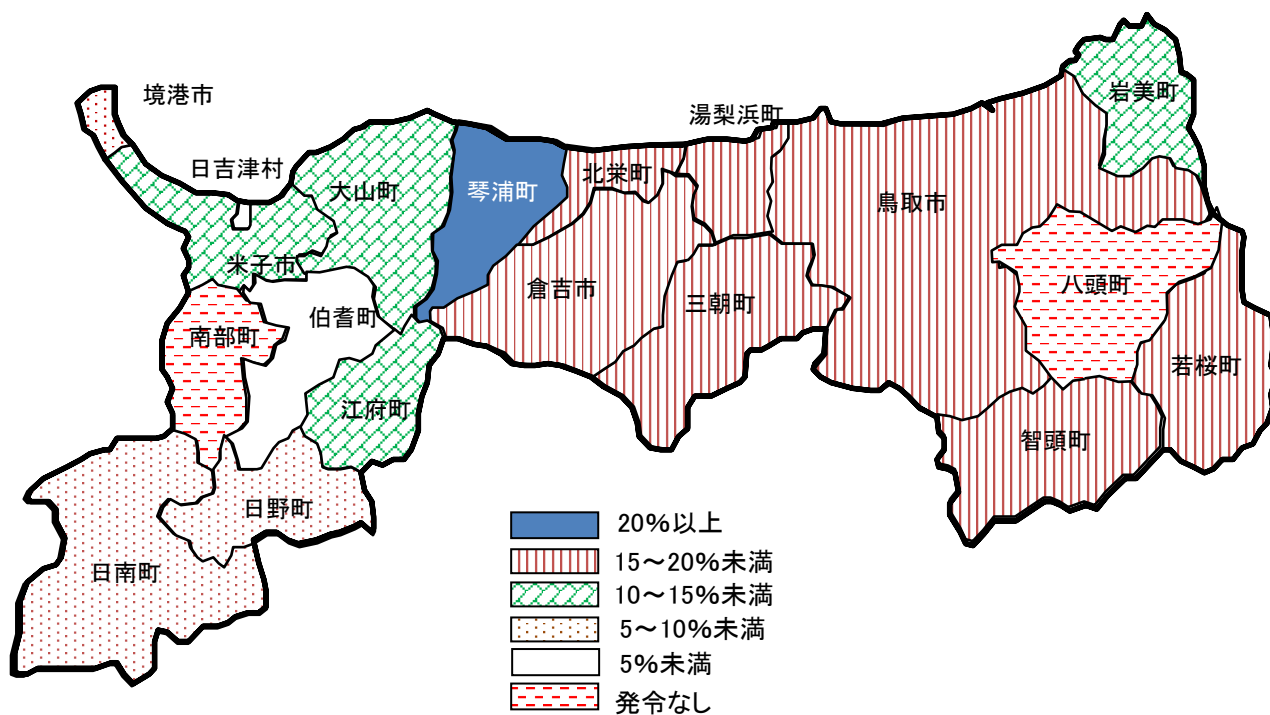 境港市
日吉津村
大山町
琴浦町
北栄町
湯梨浜町
鳥取市
岩美町
米子市
伯耆町
南部町
倉吉市
三朝町
八頭町
若桜町
江府町
智頭町
日野町
日南町
20%以上
15～20%未満
10～15%未満
5～10%未満
5%未満
発令なし